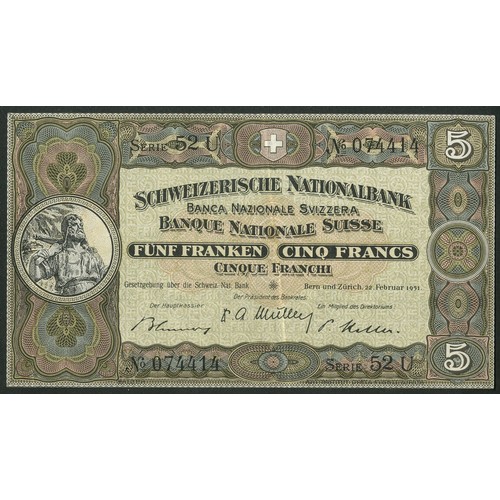 SERIE 52 U No 074414
5
SCHWEIZERISCHE NATIONALBANK
BANCA NAZIONALE SVIZZERA
BANQUE NATIONALE SUISSE
FÜNF FRANKEN CINQ FRANCS
CINQUE FRANCHI
Gesetzgebung über die Schweiz. Nat. Bank Bern und Zürich, 22. Februar 1951
Der Hauptkassier Der Präsident des Bankrates Ein Mitglied des Direktoriums
No 074414 SERIE 52 U
5